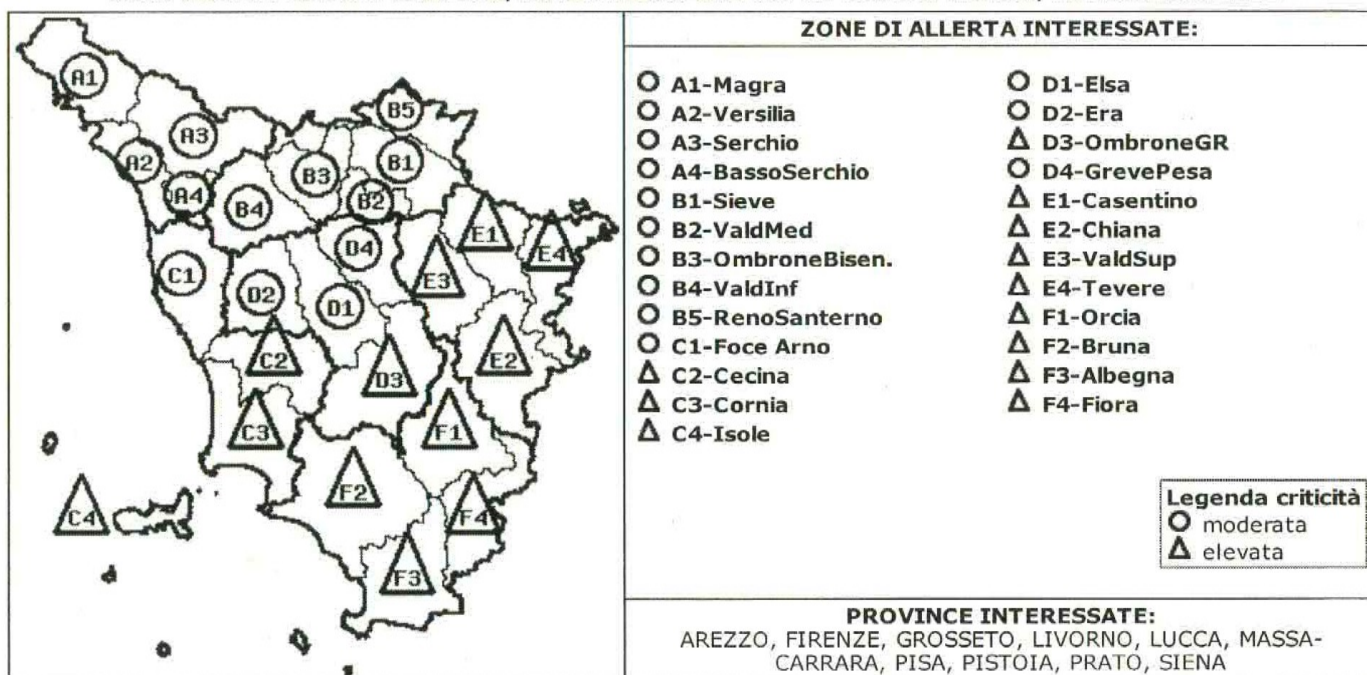 ZONE DI ALLERTA INTERESSATE:
A1-Magra
A2-Versilia
A3-Serchio
A4-BassoSerchio
B1-Sieve
B2-ValdMed
B3-OmbroneBisen.
B4-ValdInf
B5-RenoSanterno
C1-Foce Arno
C2-Cecina
C3-Cornia
C4-Isole
D1-Elsa
D2-Era
D3-OmbroneGR
D4-GrevePesa
E1-Casentino
E2-Chiana
E3-ValdSup
E4-Tevere
F1-Orcia
F2-Bruna
F3-Albegna
F4-Fiora
Legenda criticità
moderata
elevata
PROVINCE INTERESSATE:
AREZZO, FIRENZE, GROSSETO, LIVORNO, LUCCA, MASSA-
CARRARA, PISA, PISTOIA, PRATO, SIENA
A1
A3
A2
A4
B5
B1
B3
B2
B4
E1
D4
E4
E3
C1
D2
D1
C2
E2
D3
C3
F1
F2
C4
F4
F3